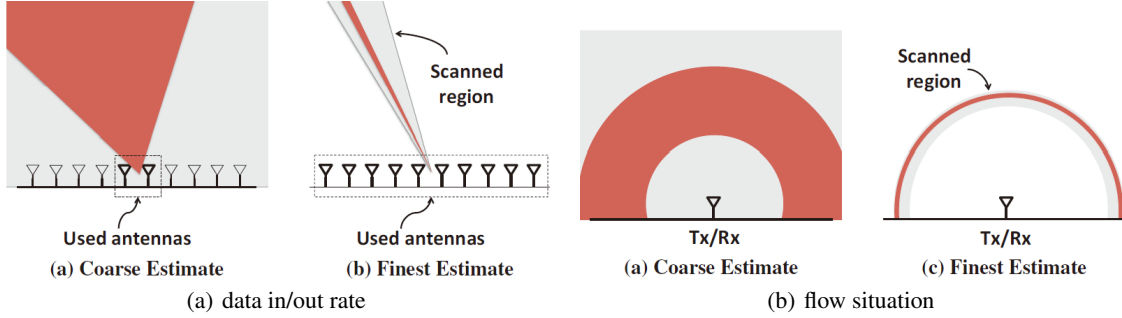 Scanned
region
Used antennas
(a) Coarse Estimate
Used antennas
(b) Finest Estimate
(a) data in/out rate
Tx/Rx
(a) Coarse Estimate
Scanned
region
Tx/Rx
(c) Finest Estimate
(b) flow situation